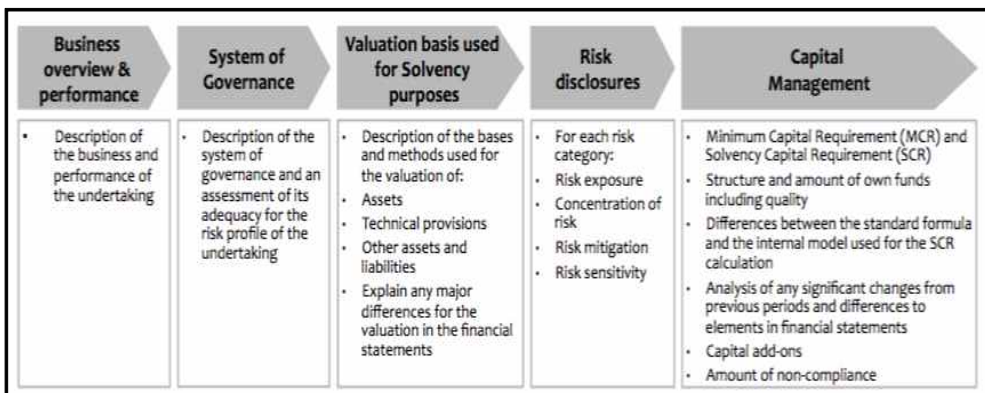 Business
overview &
performance
System of
Governance
Valuation basis used
for Solvency
purposes
Risk
disclosures
Capital
Management
• Description of
the business and
performance of
the undertaking
• Description of the
system of
governance and an
assessment of its
adequacy for the
risk profile of the
undertaking
• Description of the bases
and methods used for
the valuation of:
• Assets
• Technical provisions
• Other assets and
liabilities
• Explain any major
differences for the
valuation in the financial
statements
• For each risk
category:
• Risk exposure
• Concentration of
risk
• Risk mitigation
• Risk sensitivity
• Minimum Capital Requirement (MCR) and
Solvency Capital Requirement (SCR)
• Structure and amount of own funds
including quality
• Differences between the standard formula
and the internal model used for the SCR
calculation
• Analysis of any significant changes from
previous periods and differences to
elements in financial statements
• Capital add-ons
• Amount of non-compliance